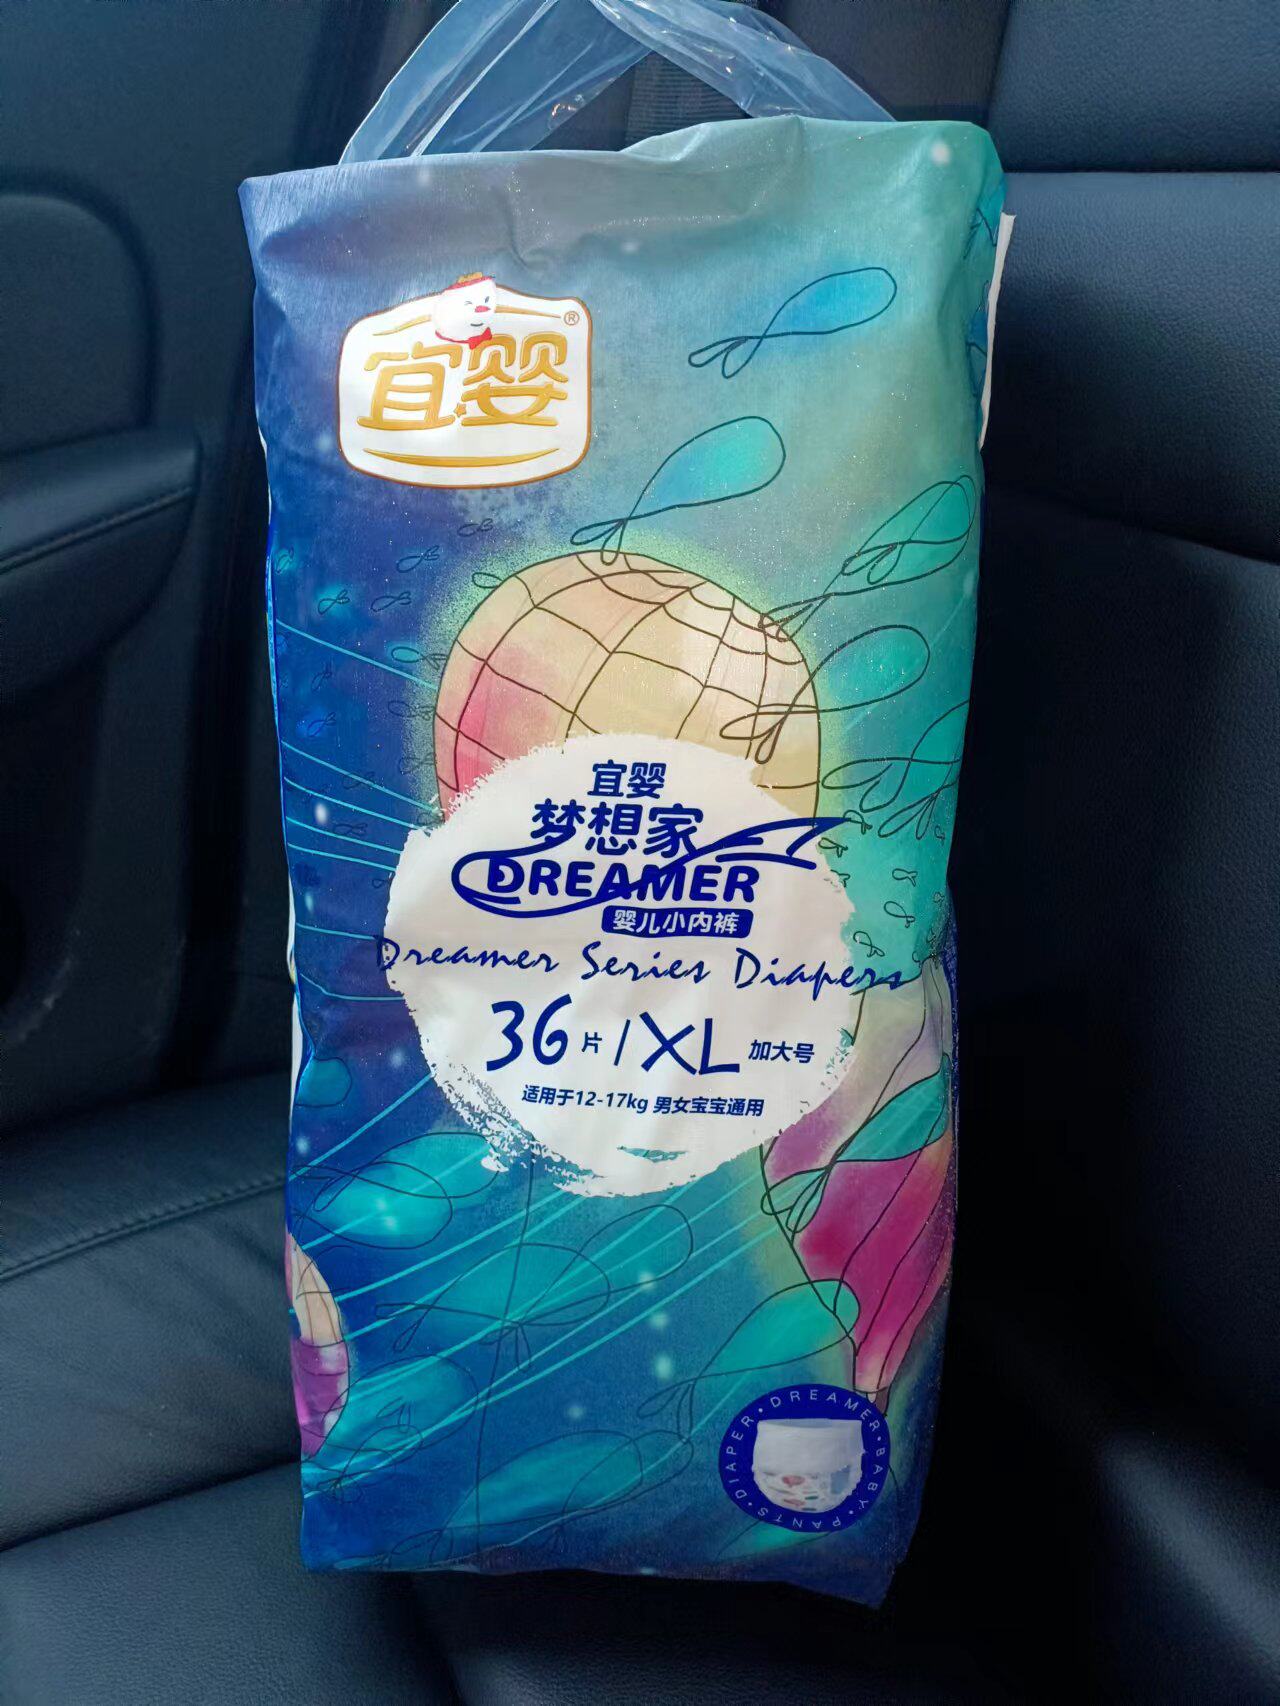 宜婴®
宜婴
梦想家
DREAMER
婴儿小内裤
Dreamer Series Diapers
36片/XL 加大号
适用于12-17kg 男女宝宝通用
DIAPER·DREAMER·BABY·PANTS·